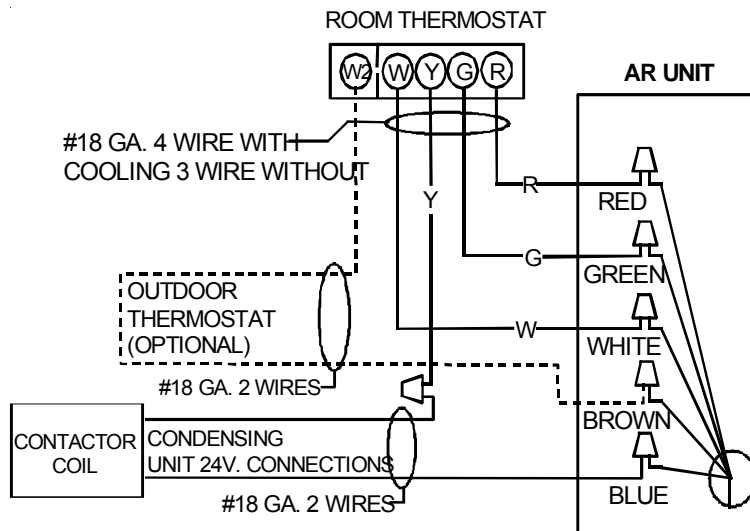 ROOM THERMOSTAT
W2 W Y G R
AR UNIT
#18 GA. 4 WIRE WITH
COOLING 3 WIRE WITHOUT
R
RED
Y
G
GREEN
OUTDOOR
THERMOSTAT
(OPTIONAL)
W
WHITE
#18 GA. 2 WIRES
BROWN
CONTACTOR
COIL
CONDENSING
UNIT 24V. CONNECTIONS
BLUE
#18 GA. 2 WIRES